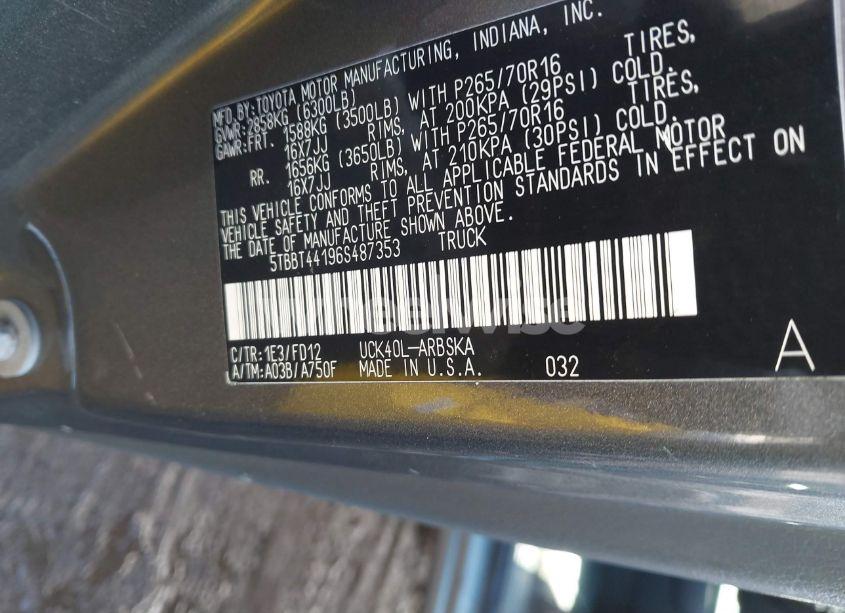 MFD.BY:TOYOTA MOTOR MANUFACTURING, INDIANA, INC.
GVWR: 2858KG (6300LB)
GAWR:FRT. 1588KG (3500LB) WITH P265/70R16 TIRES,
16X7JJ RIMS, AT 200KPA (29PSI) COLD.
RR. 1656KG (3650LB) WITH P265/70R16 TIRES,
16X7JJ RIMS, AT 210KPA (30PSI) COLD.
THIS VEHICLE CONFORMS TO ALL APPLICABLE FEDERAL MOTOR
VEHICLE SAFETY AND THEFT PREVENTION STANDARDS IN EFFECT ON
THE DATE OF MANUFACTURE SHOWN ABOVE.
5TBBT44196S487353 TRUCK
wheelwise
C/TR: 1E3/FD12 UCK40L-ARBSKA
A/TM: A03B/A750F MADE IN U.S.A. 032 A